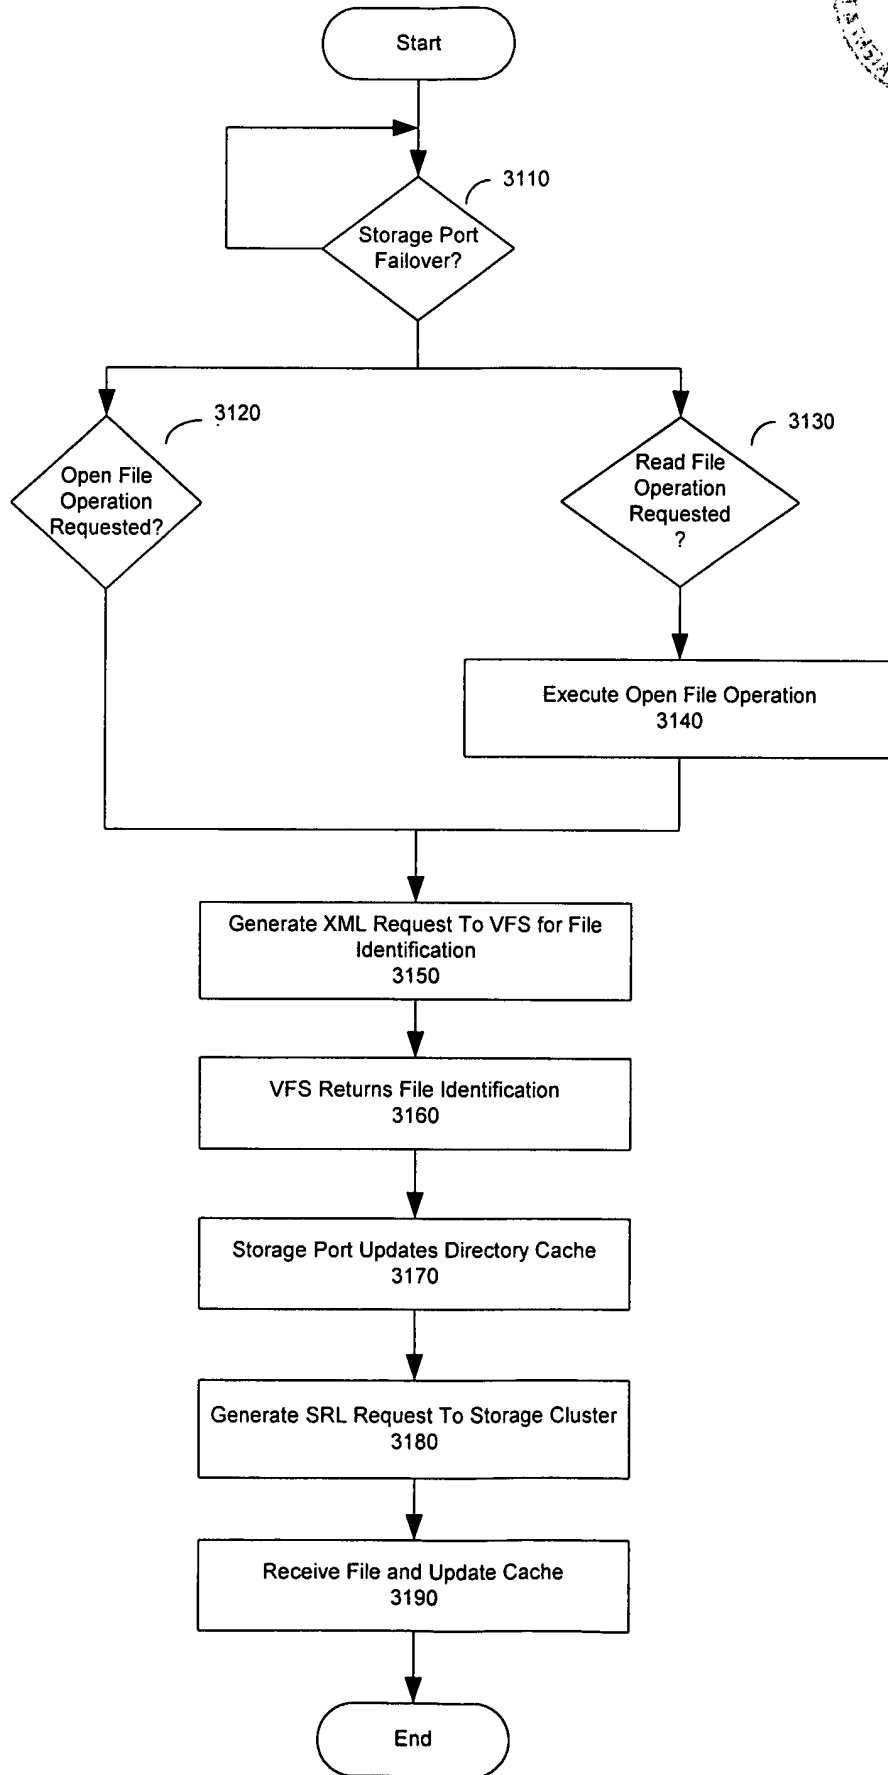 Start
3110
Storage Port
Failover?
3120
Open File
Operation
Requested?
3130
Read File
Operation
Requested
?
Execute Open File Operation
3140
Generate XML Request To VFS for File
Identification
3150
VFS Returns File Identification
3160
Storage Port Updates Directory Cache
3170
Generate SRL Request To Storage Cluster
3180
Receive File and Update Cache
3190
End